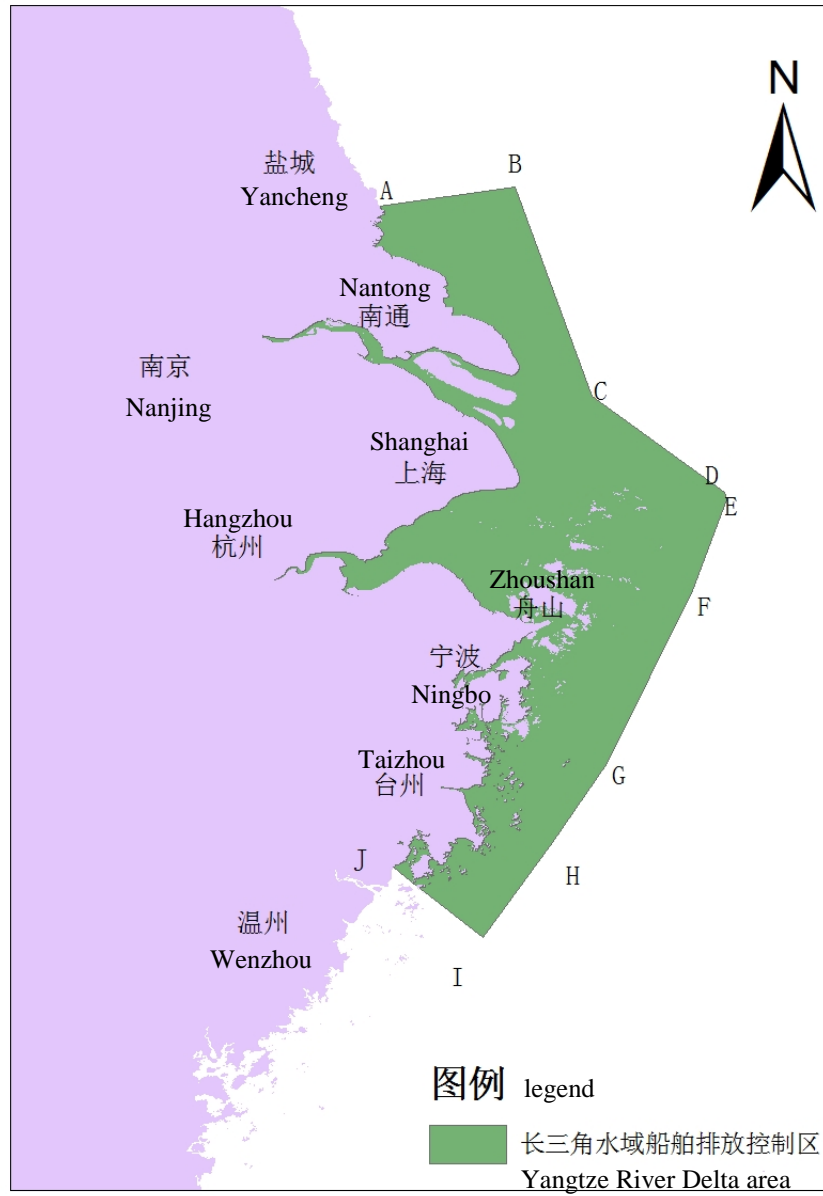 N
B
盐城
A
Yancheng
Nantong
南通
南京
Nanjing
C
Shanghai
上海
D
E
Hangzhou
杭州
Zhoushan
舟山
F
宁波
Ningbo
Taizhou
台州
G
J
H
温州
Wenzhou
I
图例 legend
长三角水域船舶排放控制区
Yangtze River Delta area